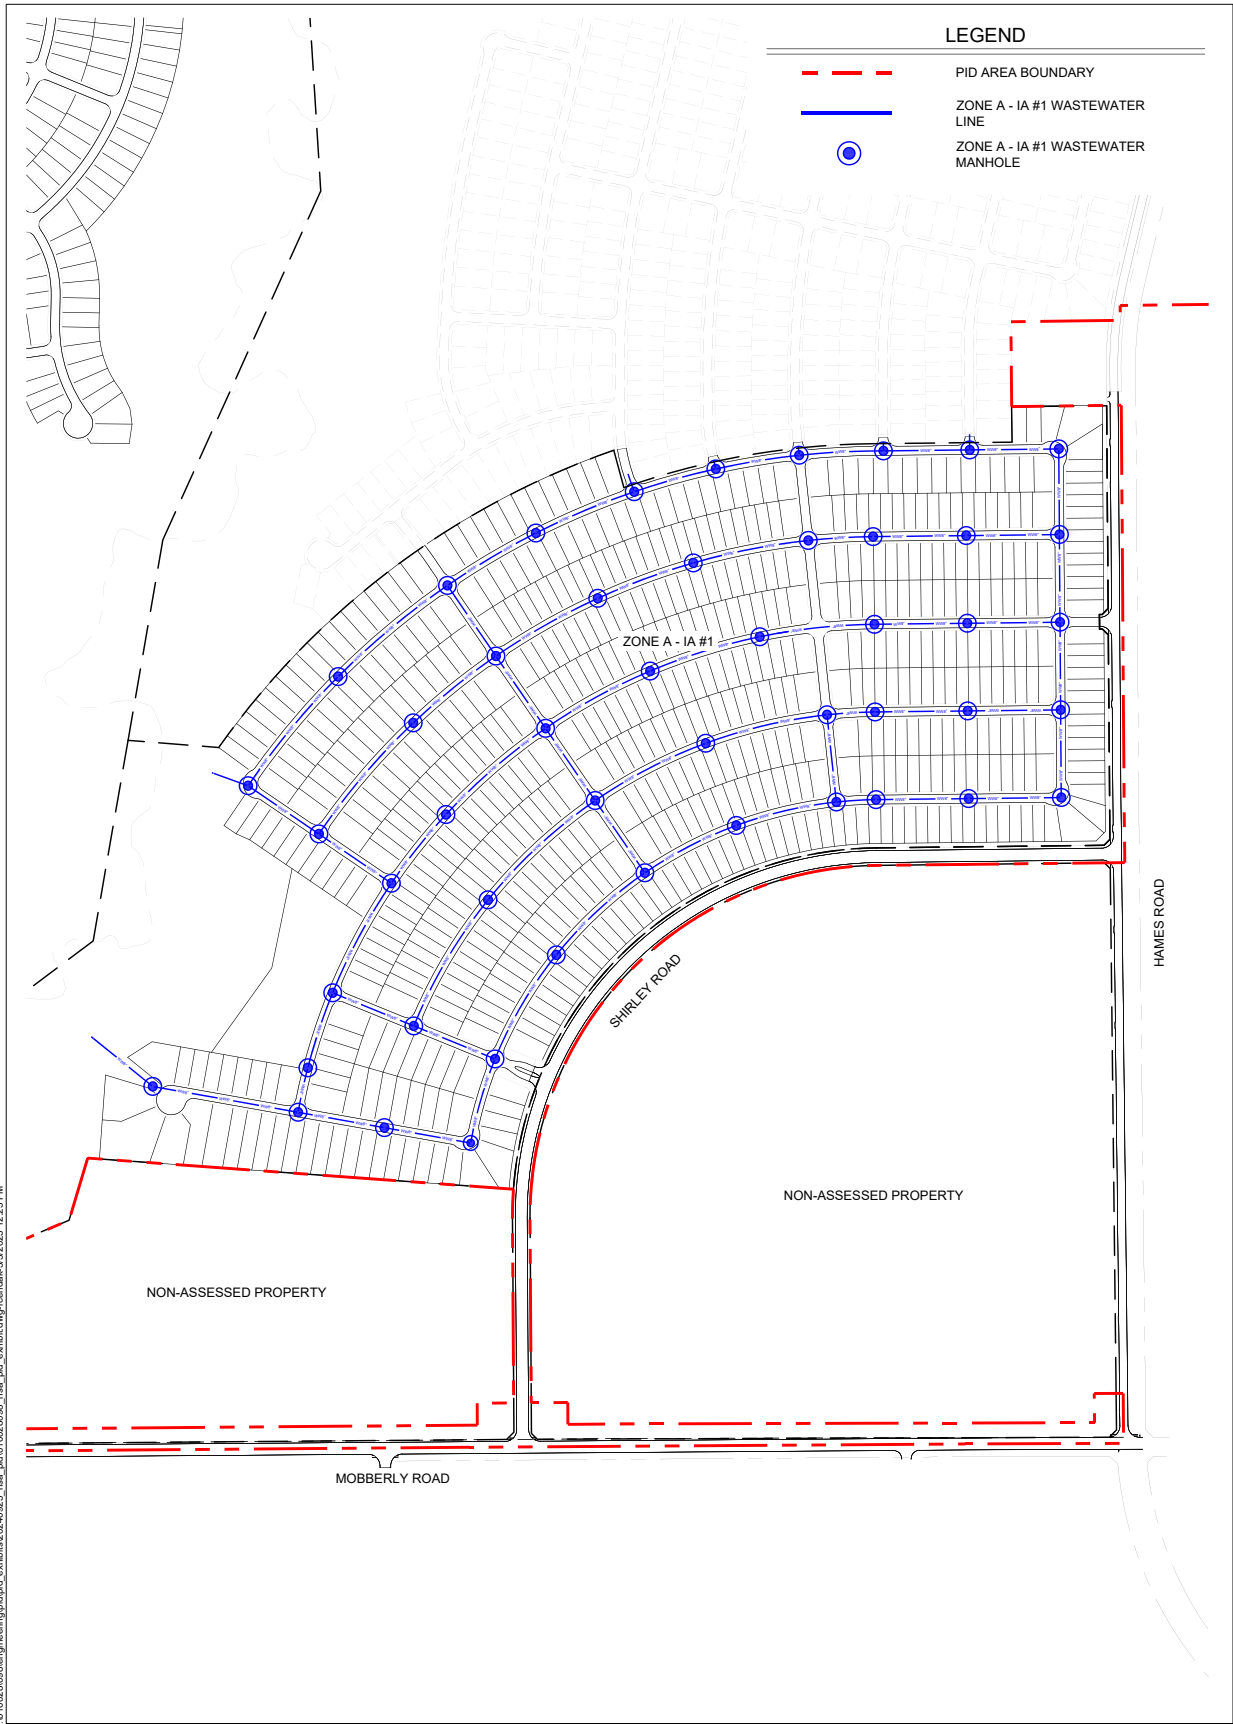 LEGEND
PID AREA BOUNDARY
ZONE A - IA #1 WASTEWATER
LINE
ZONE A - IA #1 WASTEWATER
MANHOLE
ZONE A - IA #1
SHIRLEY ROAD
HAMES ROAD
NON-ASSESSED PROPERTY
NON-ASSESSED PROPERTY
MOBBERLY ROAD